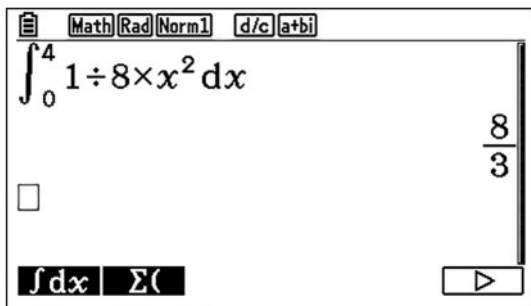 Math Rad Norm1 d/c a+bi
∫₀⁴ 1÷8×x² dx
8/3
∫dx Σ( ▷